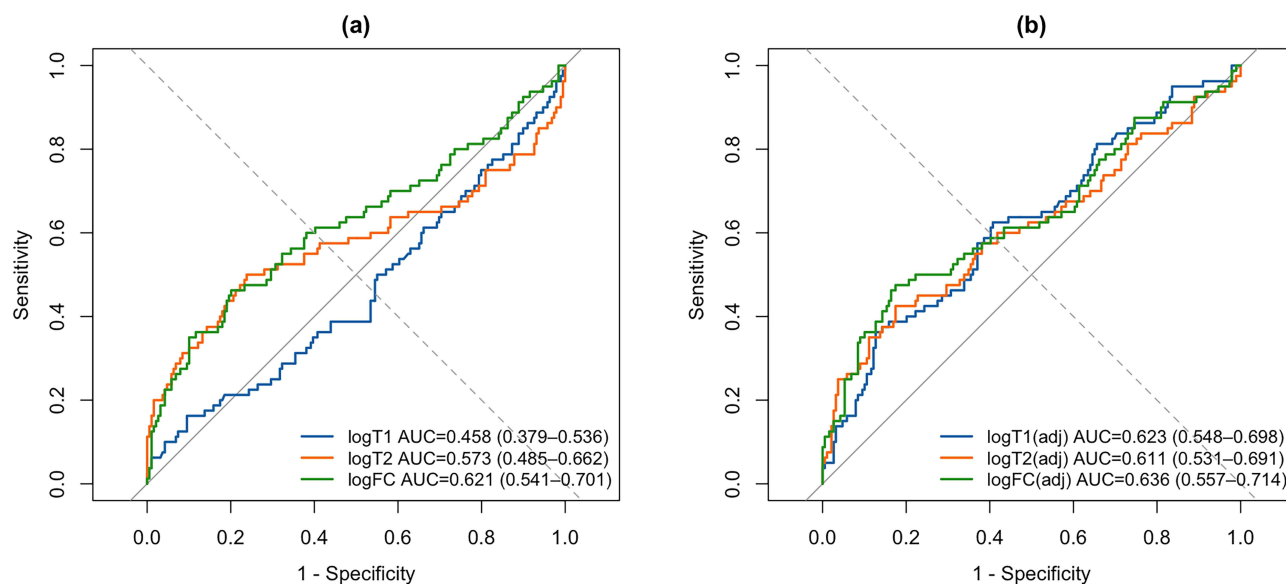 (a)
1.0
0.8
0.6
0.4
0.2
0.0
Sensitivity
logT1 AUC=0.458 (0.379–0.536)
logT2 AUC=0.573 (0.485–0.662)
logFC AUC=0.621 (0.541–0.701)
0.0 0.2 0.4 0.6 0.8 1.0
1 - Specificity
(b)
1.0
0.8
0.6
0.4
0.2
0.0
Sensitivity
logT1(adj) AUC=0.623 (0.548–0.698)
logT2(adj) AUC=0.611 (0.531–0.691)
logFC(adj) AUC=0.636 (0.557–0.714)
0.0 0.2 0.4 0.6 0.8 1.0
1 - Specificity